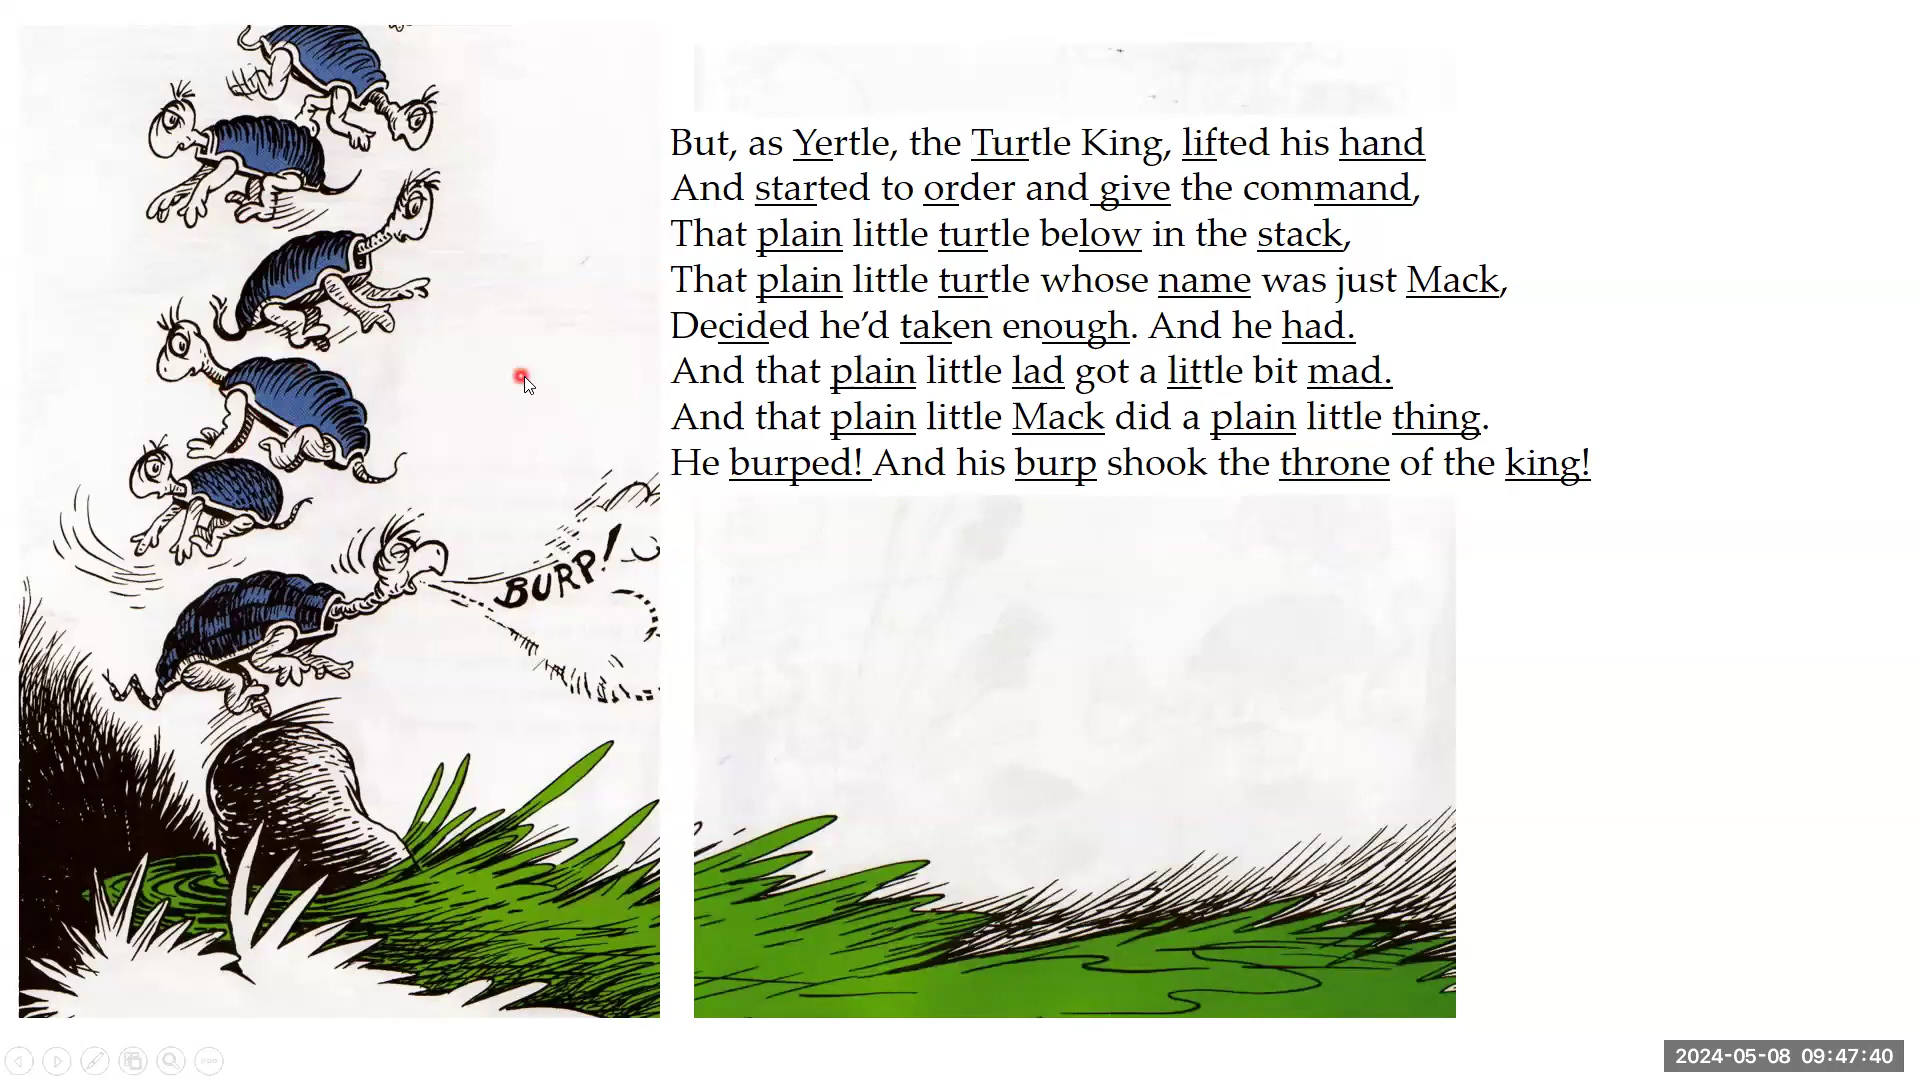 But, as Yertle, the Turtle King, lifted his hand
And started to order and give the command,
That plain little turtle below in the stack,
That plain little turtle whose name was just Mack,
Decided he’d taken enough. And he had.
And that plain little lad got a little bit mad.
And that plain little Mack did a plain little thing.
He burped! And his burp shook the throne of the king!
BURP!
2024-05-08 09:47:40